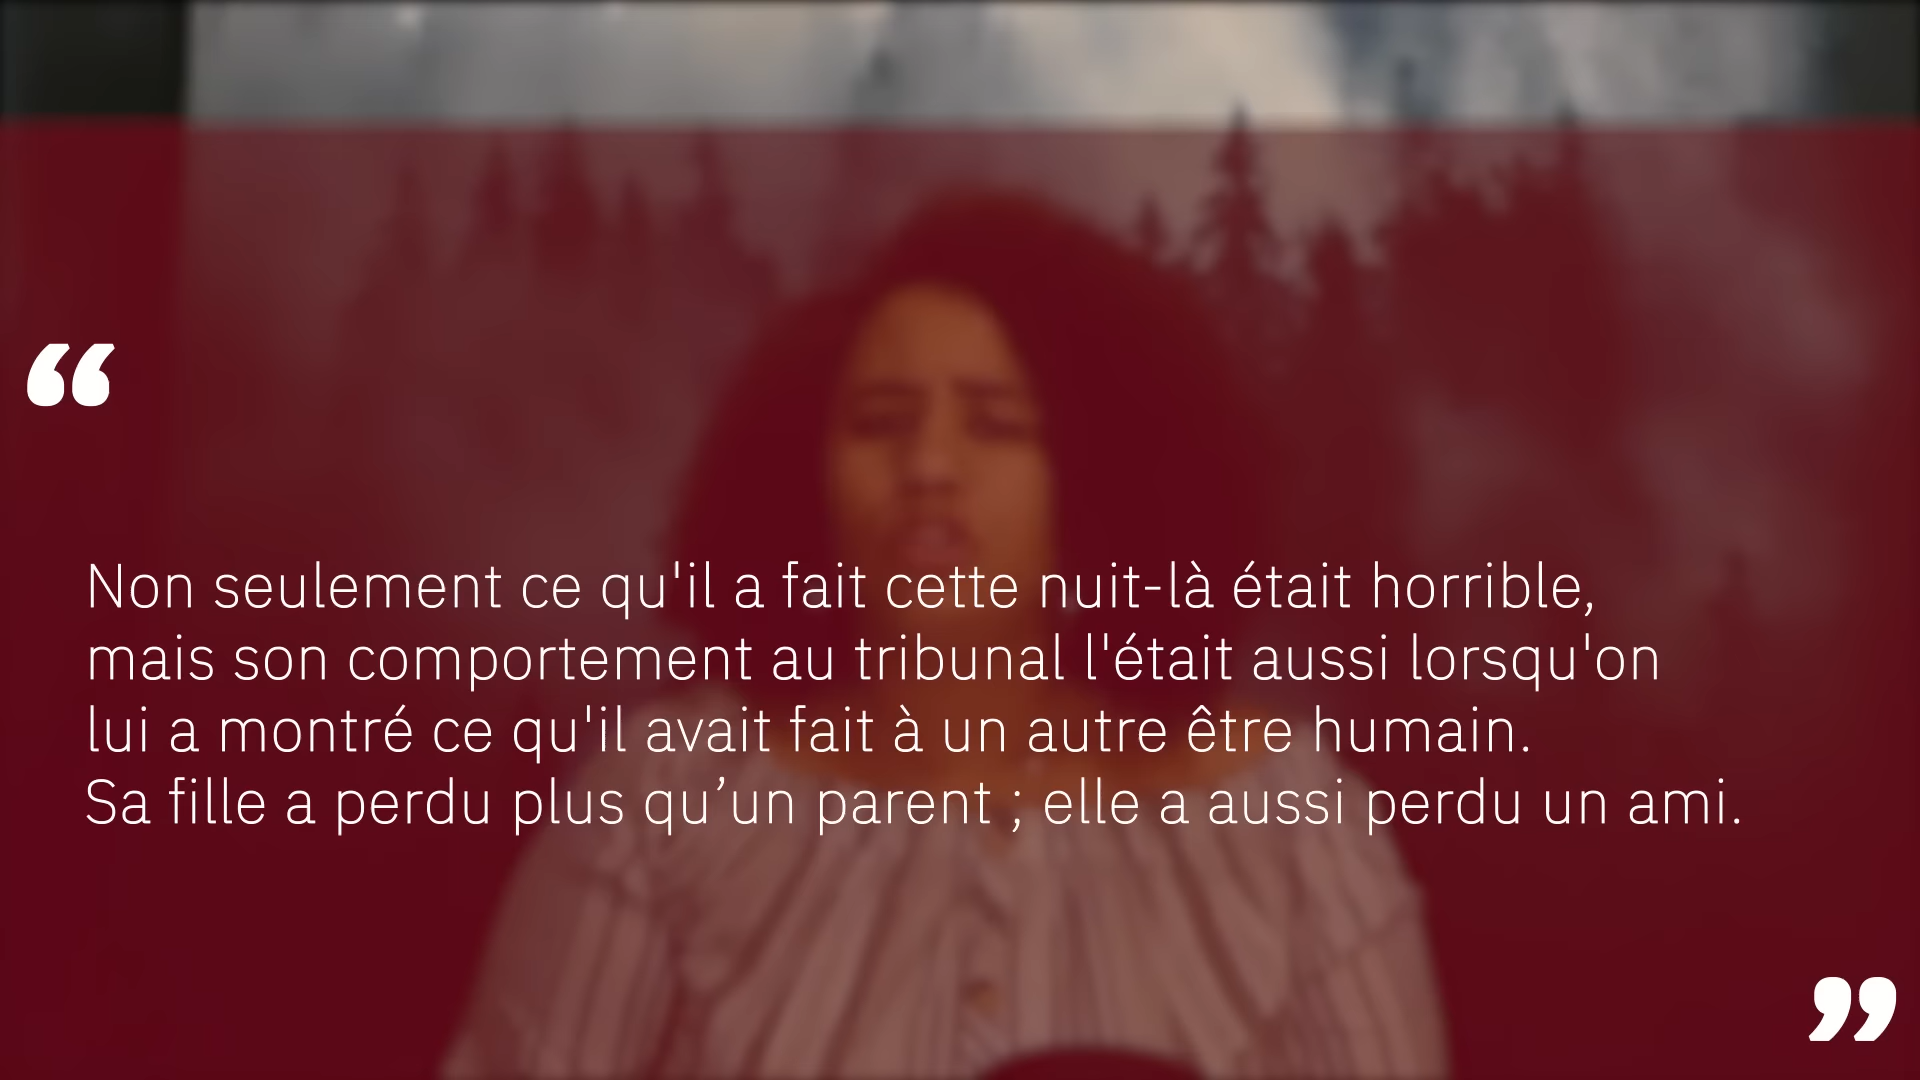 “
Non seulement ce qu'il a fait cette nuit-là était horrible,
mais son comportement au tribunal l'était aussi lorsqu'on
lui a montré ce qu'il avait fait à un autre être humain.
Sa fille a perdu plus qu’un parent ; elle a aussi perdu un ami.
”